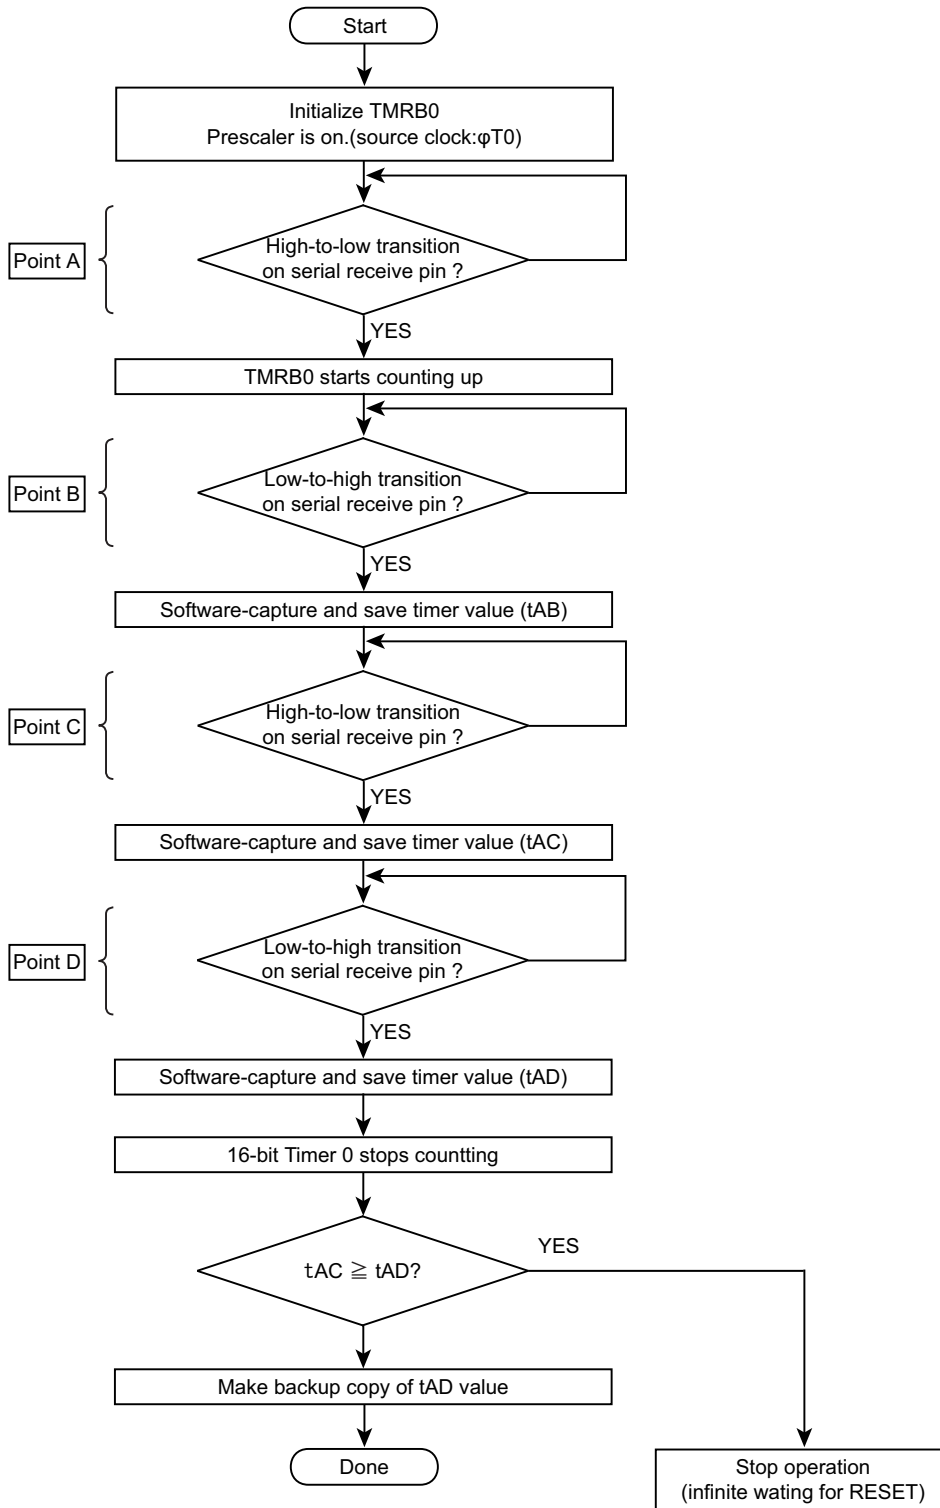 Start
Initialize TMRB0
Prescaler is on.(source clock:φT0)
Point A
High-to-low transition
on serial receive pin ?
YES
TMRB0 starts counting up
Point B
Low-to-high transition
on serial receive pin ?
YES
Software-capture and save timer value (tAB)
Point C
High-to-low transition
on serial receive pin ?
YES
Software-capture and save timer value (tAC)
Point D
Low-to-high transition
on serial receive pin ?
YES
Software-capture and save timer value (tAD)
16-bit Timer 0 stops countting
tAC ≧ tAD?
YES
Make backup copy of tAD value
Done
Stop operation
(infinite wating for RESET)